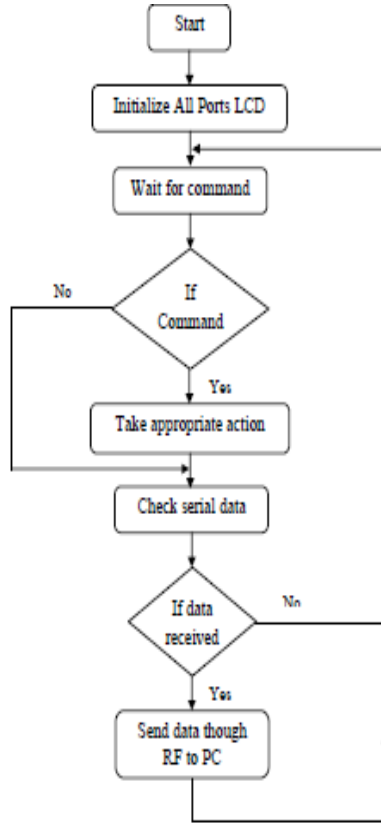 Start
Initialize All Ports LCD
Wait for command
If
Command
No
Yes
Take appropriate action
Check serial data
If data
received
No
Yes
Send data though
RF to PC